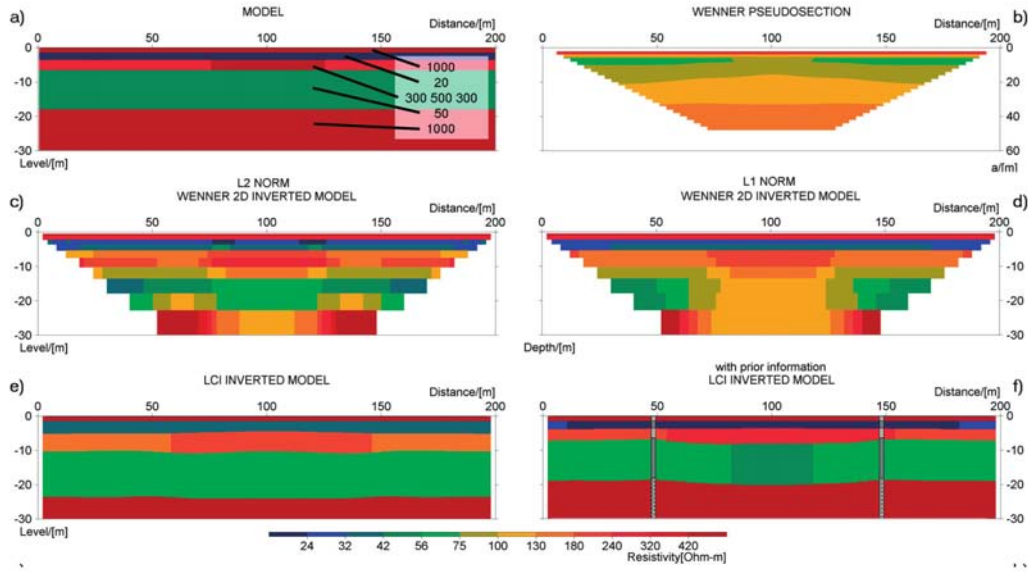 a)
MODEL
Distance/[m]
0 50 100 150 200
0
-10
-20
-30
Level/[m]
1000
20
300 500 300
50
1000
WENNER PSEUDOSECTION
b)
Distance/[m]
0 50 100 150 200
0
20
40
60
a/[m]
c)
L2 NORM
WENNER 2D INVERTED MODEL
Distance/[m]
0 50 100 150 200
0
-10
-20
-30
Level/[m]
L1 NORM
WENNER 2D INVERTED MODEL
d)
Distance/[m]
0 50 100 150 200
0
-10
-20
-30
Depth/[m]
e)
LCI INVERTED MODEL
Distance/[m]
0 50 100 150 200
0
-10
-20
-30
Level/[m]
with prior information
LCI INVERTED MODEL
f)
Distance/[m]
0 50 100 150 200
0
-10
-20
-30
24 32 42 56 75 100 130 180 240 320 420
Resistivity[Ohm-m]